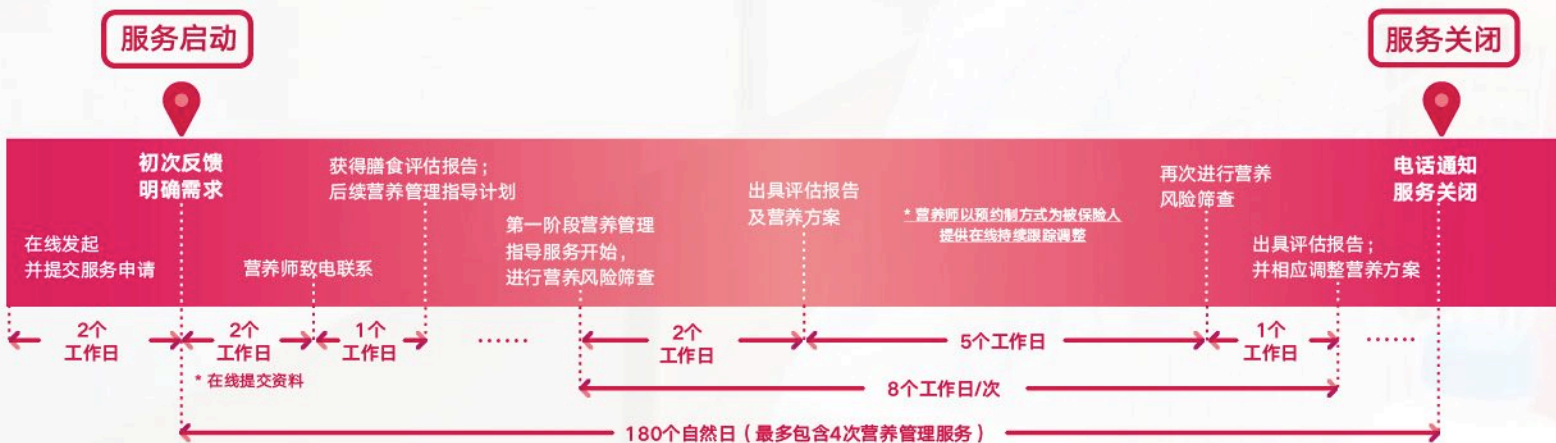 服务启动
服务关闭
初次反馈
明确需求
获得膳食评估报告；
后续营养管理指导计划
再次进行营养
风险筛查
电话通知
服务关闭
出具评估报告
及营养方案
* 营养师以预约制方式为被保险人
提供在线持续跟踪调整
第一阶段营养管理
指导服务开始，
进行营养风险筛查
在线发起
并提交服务申请
营养师致电联系
出具评估报告；
并相应调整营养方案
2个
工作日
2个
工作日
1个
工作日
......
2个
工作日
5个工作日
1个
工作日
......
* 在线提交资料
8个工作日/次
180个自然日（最多包含4次营养管理服务）